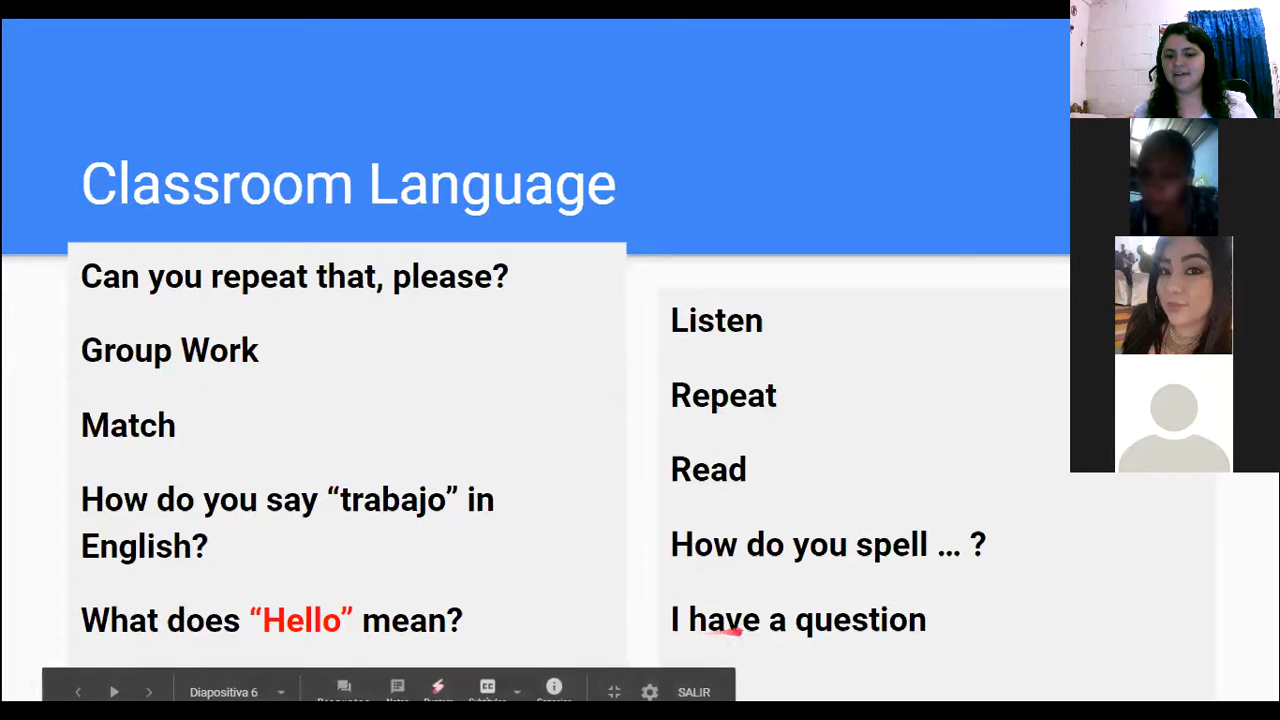 Classroom Language
Can you repeat that, please?
Group Work
Match
How do you say “trabajo” in
English?
What does “Hello” mean?
Listen
Repeat
Read
How do you spell ... ?
I have a question
Diapositiva 6
SALIR